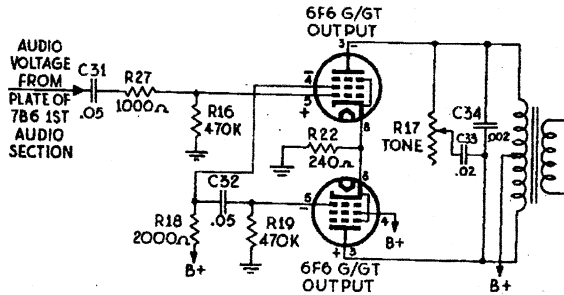 6F6 G/GT
OUTPUT
AUDIO
VOLTAGE
FROM
PLATE OF
7B6 1ST
AUDIO
SECTION
C31
.05
R27
1000Ω
R16
470K
3 -
4
5
+
8
R22
240Ω
R17
TONE
C34
.002
C33
.02
C32
.05
R18
2000Ω
B+
R19
470K
8
5
-
4
B+
+ 3
B+
6F6 G/GT
OUTPUT